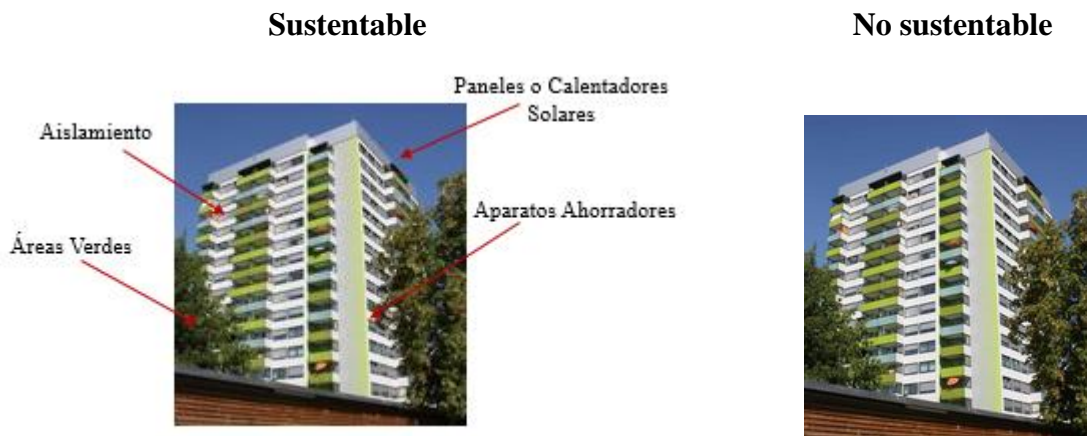 Sustentable
No sustentable
Paneles o Calentadores
Solares
Aislamiento
Aparatos Ahorradores
Áreas Verdes